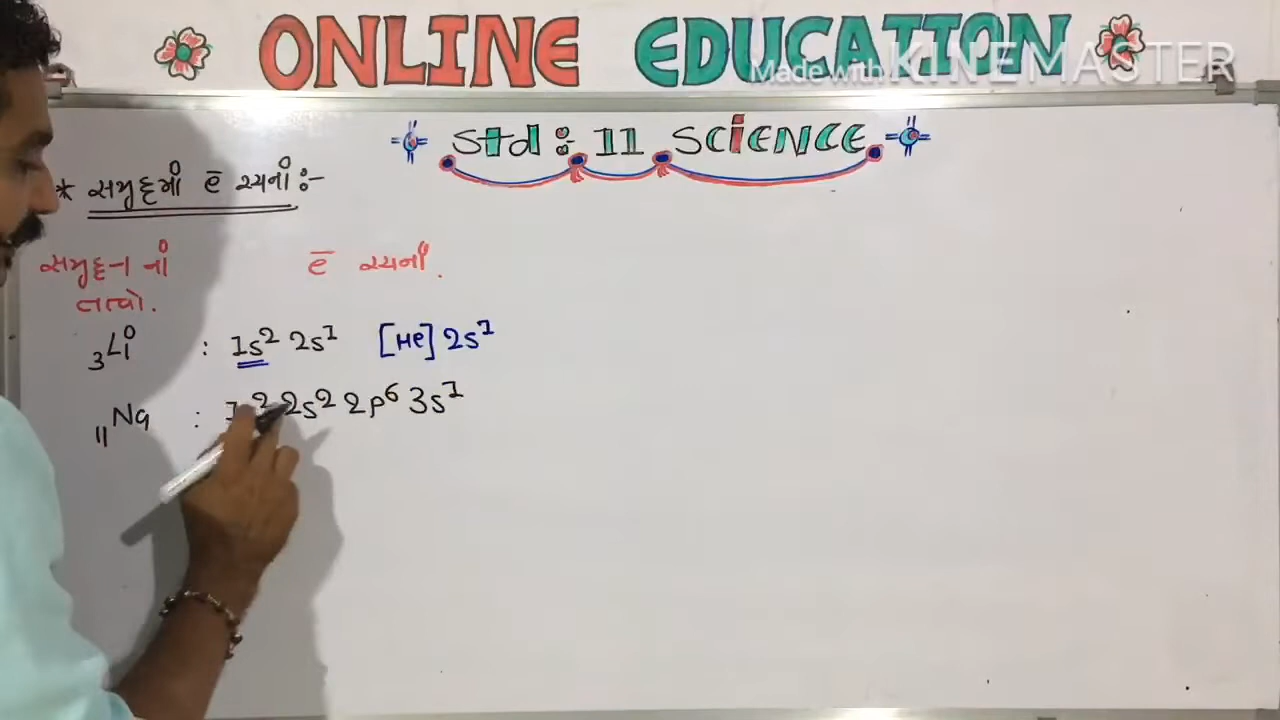 ONLINE EDUCATION
Made with KINEMASTER
Std : 11 SCIENCE
* સમૂહમાં e⁻ રચના :-
સમૂહ-1 નાં e⁻ રચના.
તત્વો.
₃Li : 1s² 2s¹ [He] 2s¹
₁₁Na : 1s² 2s² 2p⁶ 3s¹